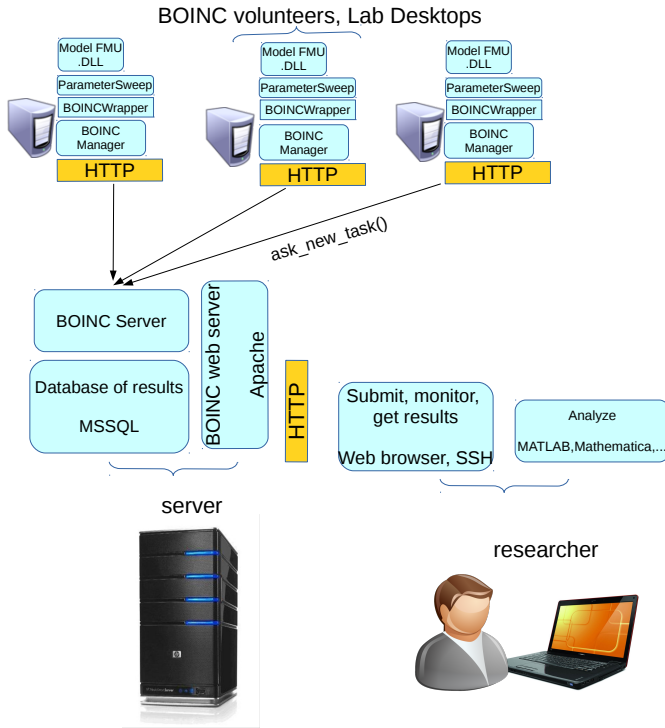 BOINC volunteers, Lab Desktops
Model FMU
.DLL
ParameterSweep
BOINCWrapper
BOINC
Manager
HTTP
Model FMU
.DLL
ParameterSweep
BOINCWrapper
BOINC
Manager
HTTP
Model FMU
.DLL
ParameterSweep
BOINCWrapper
BOINC
Manager
HTTP
ask_new_task()
BOINC Server
Database of results
MSSQL
BOINC web server
Apache
HTTP
Submit, monitor,
get results
Web browser, SSH
Analyze
MATLAB,Mathematica,...
server
researcher